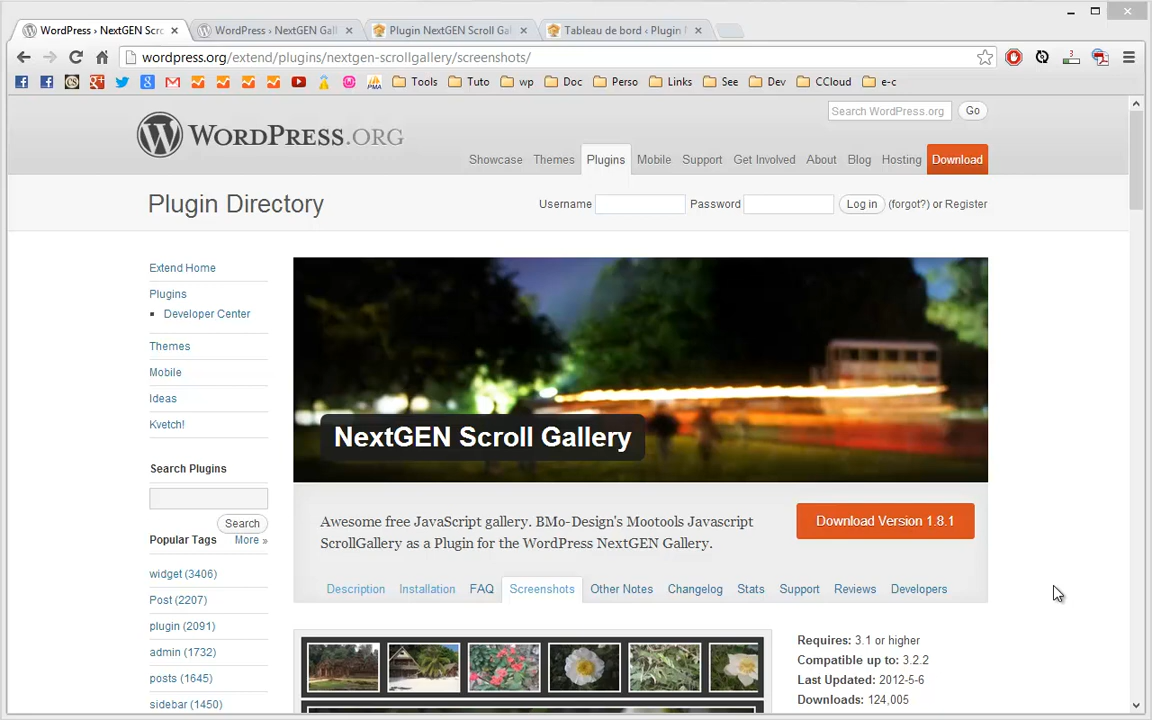 WordPress › NextGEN Scr
WordPress › NextGEN Gal
Plugin NextGEN Scroll Gal
Tableau de bord ‹ Plugin N
wordpress.org/extend/plugins/nextgen-scrollgallery/screenshots/
3
Tools
Tuto
wp
Doc
Perso
Links
See
Dev
CCloud
e-c
PMA
WORDPRESS.ORG
Search WordPress.org
Go
Showcase
Themes
Plugins
Mobile
Support
Get Involved
About
Blog
Hosting
Download
Plugin Directory
Username
Password
Log in
(forgot?) or Register
Extend Home
Plugins
Developer Center
Themes
Mobile
Ideas
Kvetch!
Search Plugins
Search
Popular Tags
More »
widget (3406)
Post (2207)
plugin (2091)
admin (1732)
posts (1645)
sidebar (1450)
NextGEN Scroll Gallery
Awesome free JavaScript gallery. BMo-Design's Mootools Javascript
ScrollGallery as a Plugin for the WordPress NextGEN Gallery.
Download Version 1.8.1
Description
Installation
FAQ
Screenshots
Other Notes
Changelog
Stats
Support
Reviews
Developers
Requires: 3.1 or higher
Compatible up to: 3.2.2
Last Updated: 2012-5-6
Downloads: 124,005